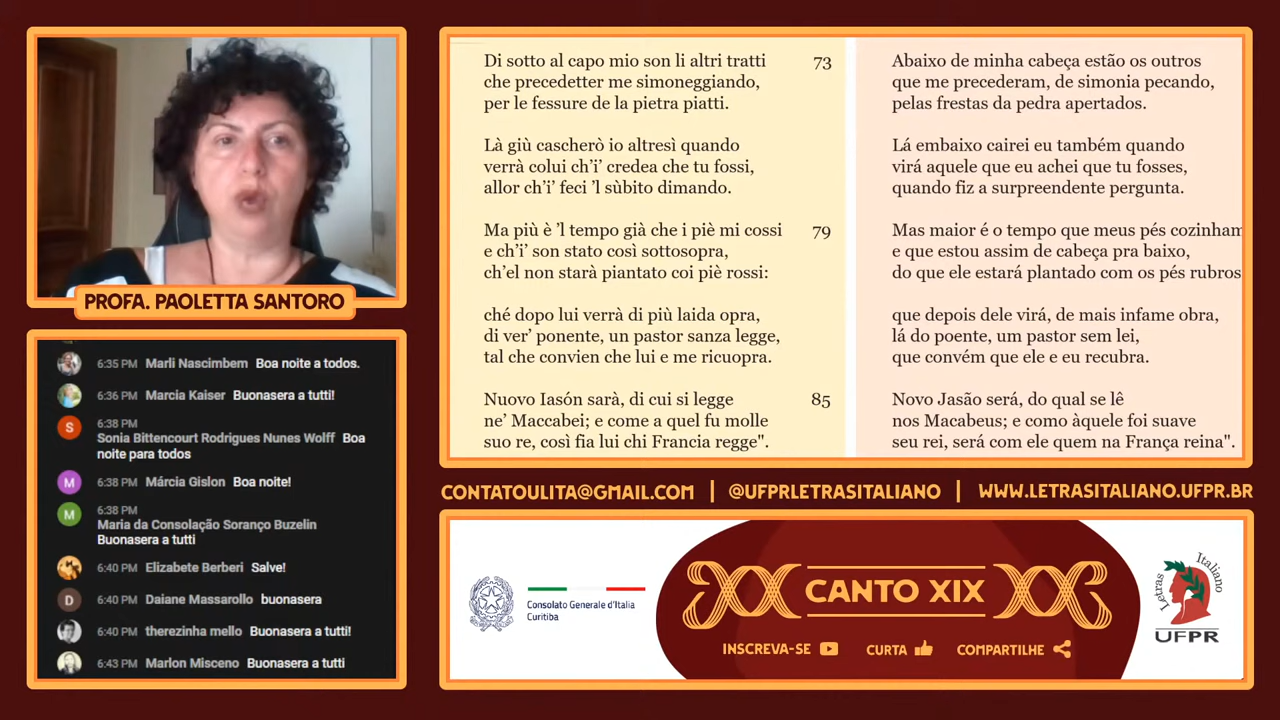 PROFA. PAOLETTA SANTORO
6:35 PM Marli Nascimbem Boa noite a todos.
6:36 PM Marcia Kaiser Buonasera a tutti!
S
6:38 PM
Sonia Bittencourt Rodrigues Nunes Wolff Boa
noite para todos
M
6:38 PM Márcia Gislon Boa noite!
M
6:38 PM
Maria da Consolação Soranço Buzelin
Buonasera a tutti
6:40 PM Elizabete Berberi Salve!
D
6:40 PM Daiane Massarollo buonasera
6:40 PM therezinha mello Buonasera a tutti!
6:43 PM Marlon Misceno Buonasera a tutti
Di sotto al capo mio son li altri tratti 73
che precedetter me simoneggiando,
per le fessure de la pietra piatti.
Là giù cascherò io altresì quando
verrà colui ch'i' credea che tu fossi,
allor ch'i' feci 'l sùbito dimando.
Ma più è 'l tempo già che i piè mi cossi 79
e ch'i' son stato così sottosopra,
ch'el non starà piantato coi piè rossi:
ché dopo lui verrà di più laida opra,
di ver' ponente, un pastor sanza legge,
tal che convien che lui e me ricuopra.
Nuovo Iasón sarà, di cui si legge 85
ne' Maccabei; e come a quel fu molle
suo re, così fia lui chi Francia regge".
Abaixo de minha cabeça estão os outros
que me precederam, de simonia pecando,
pelas frestas da pedra apertados.
Lá embaixo cairei eu também quando
virá aquele que eu achei que tu fosses,
quando fiz a surpreendente pergunta.
Mas maior é o tempo que meus pés cozinham
e que estou assim de cabeça pra baixo,
do que ele estará plantado com os pés rubros
que depois dele virá, de mais infame obra,
lá do poente, um pastor sem lei,
que convém que ele e eu recubra.
Novo Jasão será, do qual se lê
nos Macabeus; e como àquele foi suave
seu rei, será com ele quem na França reina".
CONTATOULITA@GMAIL.COM | @UFPRLETRASITALIANO | WWW.LETRASITALIANO.UFPR.BR
Consolato Generale d'Italia
Curitiba
CANTO XIX
INSCREVA-SE CURTA COMPARTILHE
Letras Italiano
UFPR